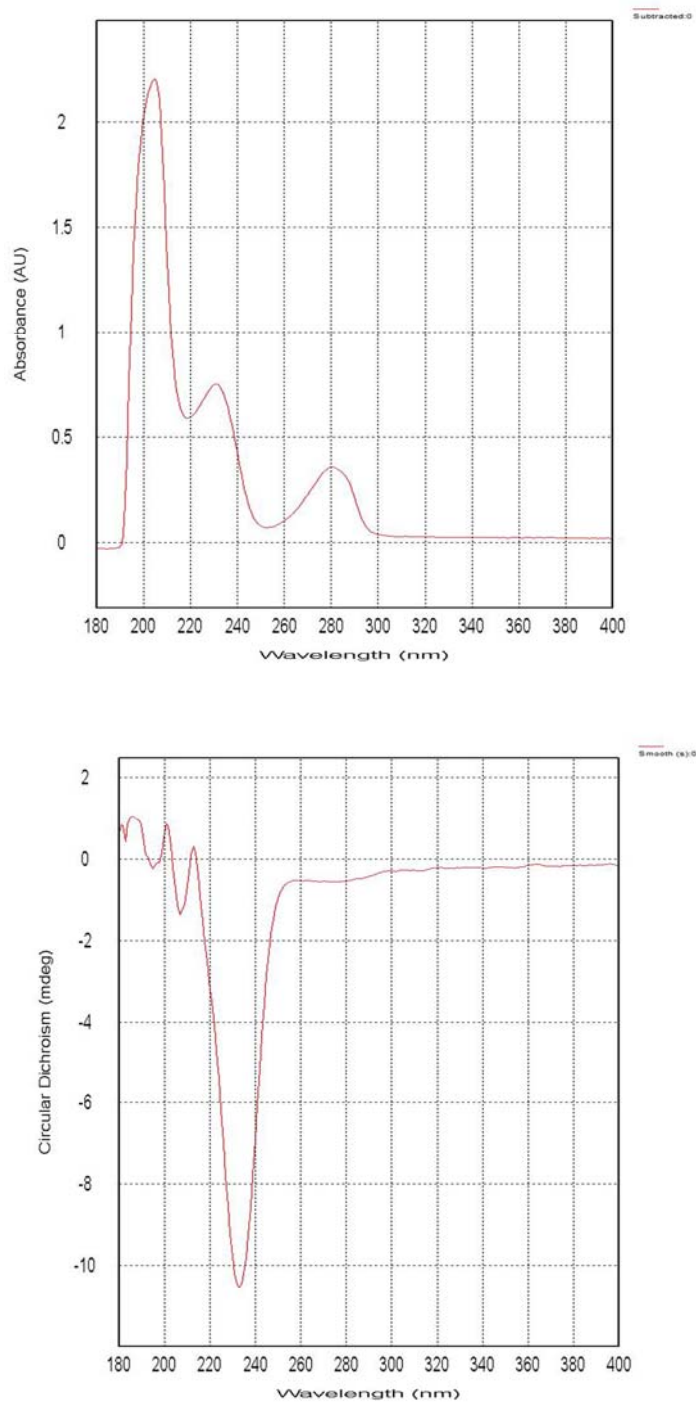 Subtracted:0
2
1.5
1
0.5
0
Absorbance (AU)
180 200 220 240 260 280 300 320 340 360 380 400
Wavelength (nm)
Smooth (s):0
2
0
-2
-4
-6
-8
-10
Circular Dichroism (mdeg)
180 200 220 240 260 280 300 320 340 360 380 400
Wavelength (nm)